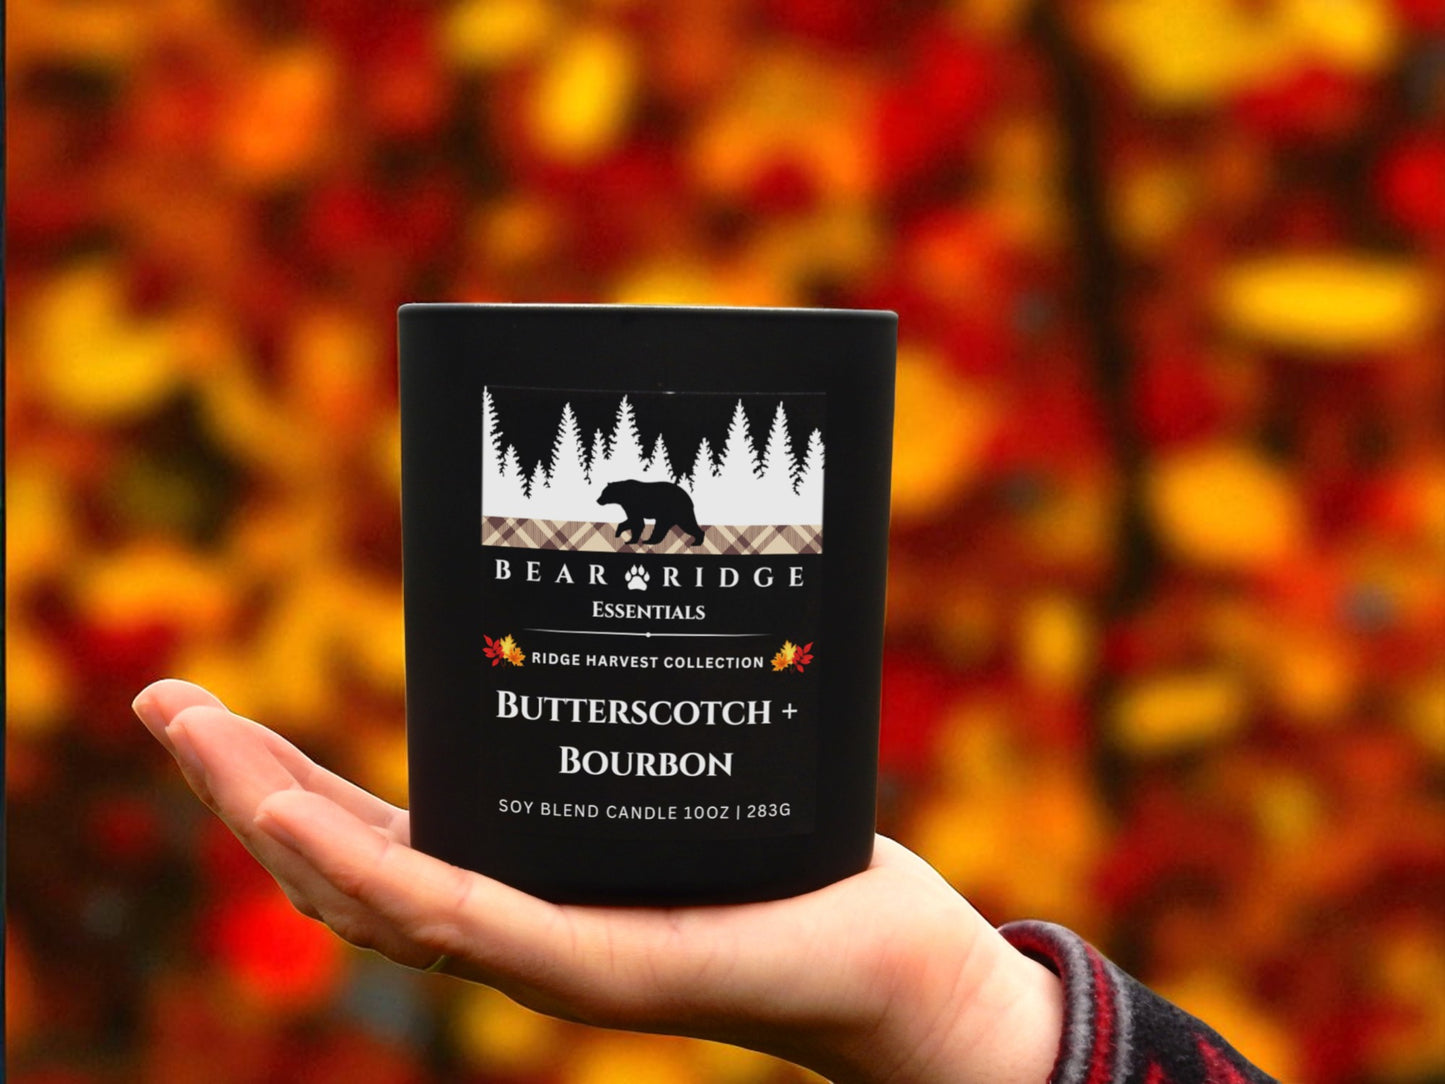 BEAR RIDGE
ESSENTIALS
RIDGE HARVEST COLLECTION
BUTTERSCOTCH +
BOURBON
SOY BLEND CANDLE 10OZ | 283G